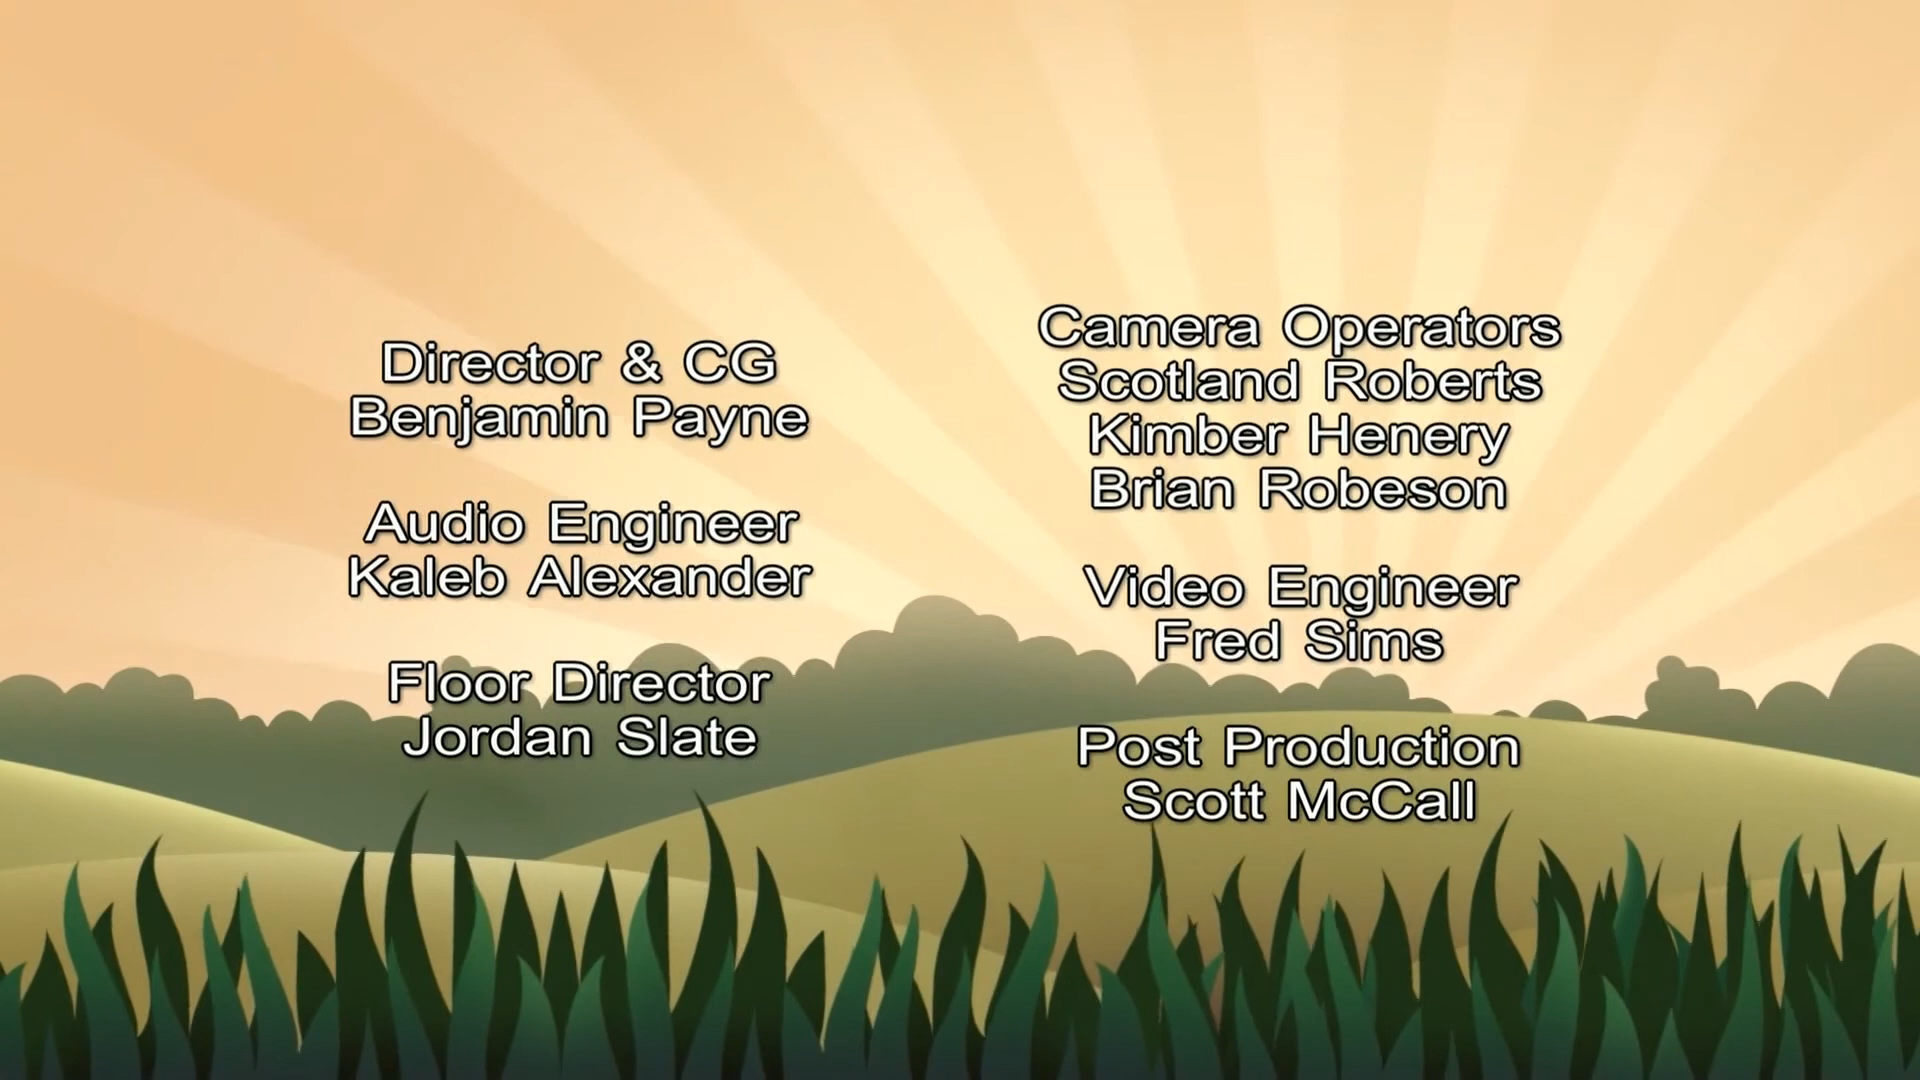 Director & CG
Benjamin Payne
Audio Engineer
Kaleb Alexander
Floor Director
Jordan Slate
Camera Operators
Scotland Roberts
Kimber Henery
Brian Robeson
Video Engineer
Fred Sims
Post Production
Scott McCall